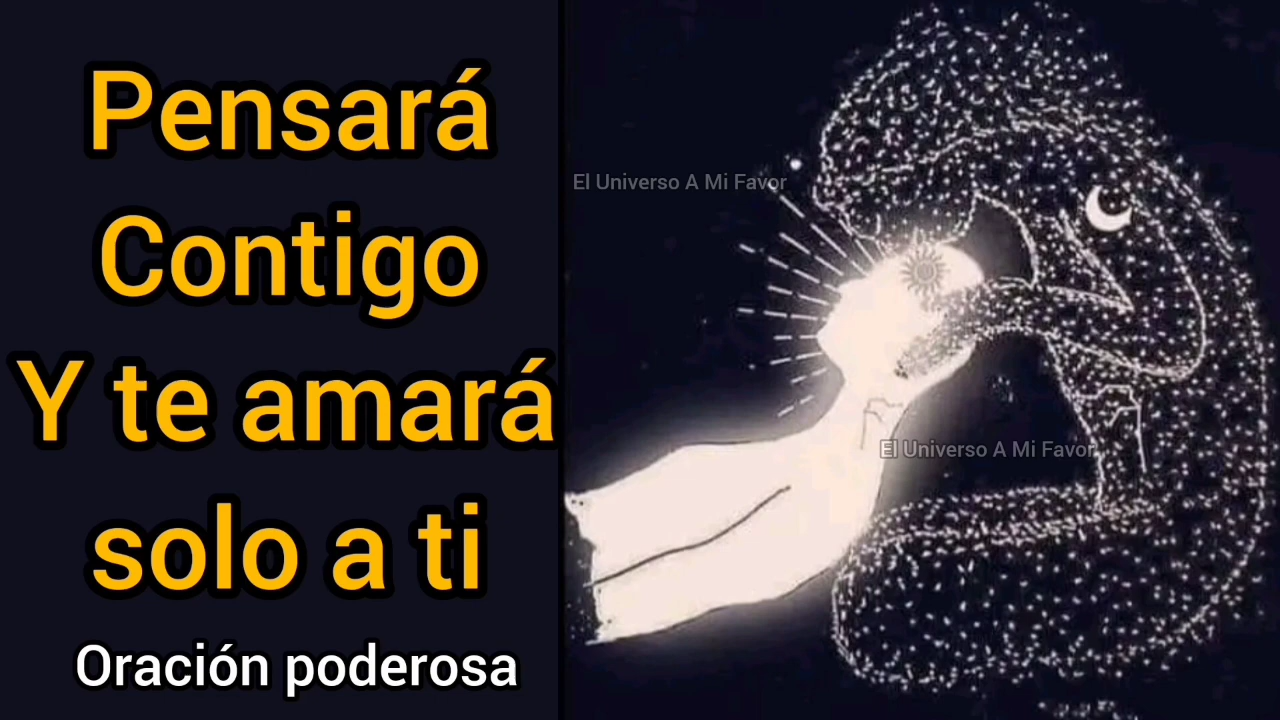 Pensará
Contigo
Y te amará
solo a ti
Oración poderosa
El Universo A Mi Favor
El Universo A Mi Favor